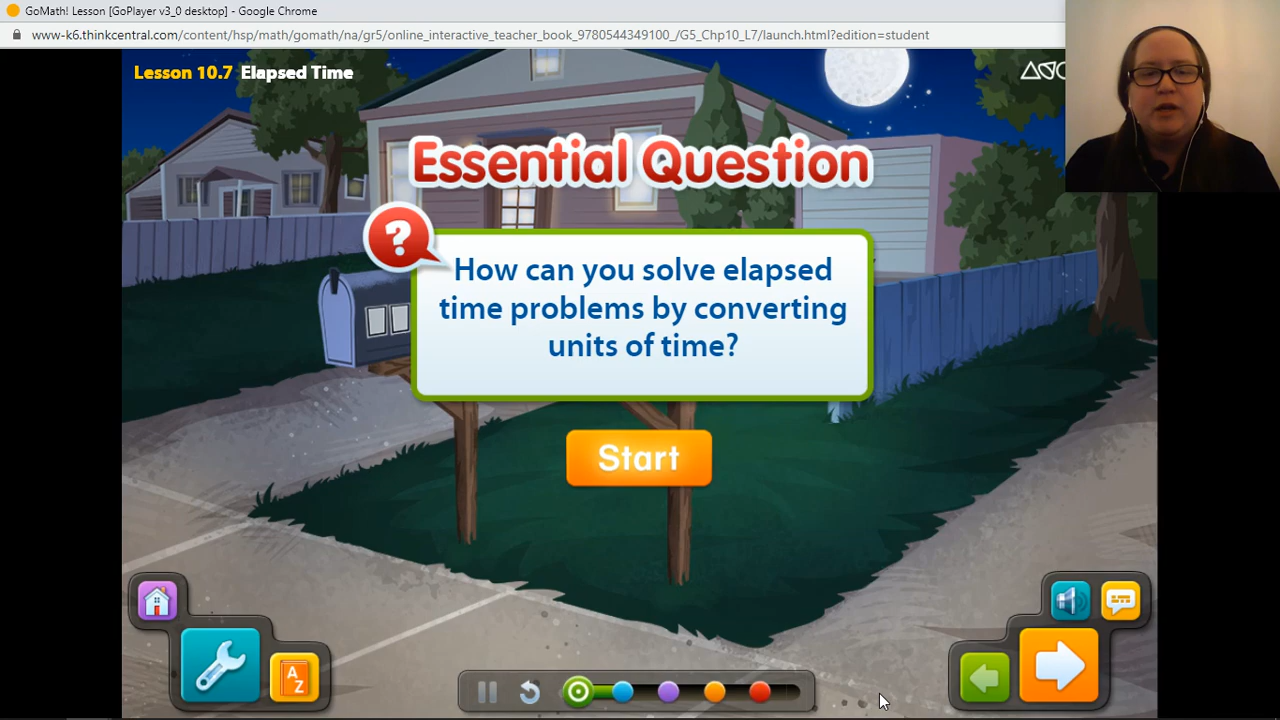 GoMath! Lesson [GoPlayer v3_0 desktop] - Google Chrome
www-k6.thinkcentral.com/content/hsp/math/gomath/na/gr5/online_interactive_teacher_book_9780544349100_/G5_Chp10_L7/launch.html?edition=student
Lesson 10.7 Elapsed Time
Essential Question
?
How can you solve elapsed
time problems by converting
units of time?
Start
A
Z